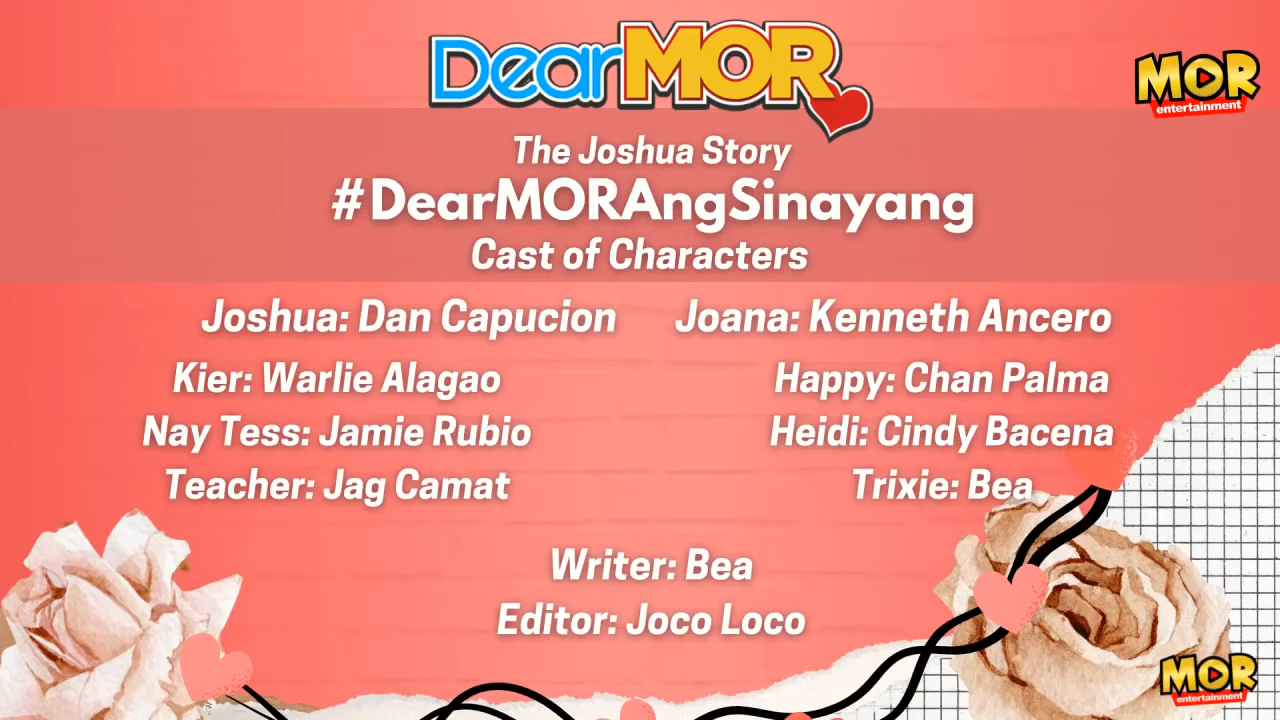 Dear MOR
MOR
entertainment
The Joshua Story
#DearMORAngSinayang
Cast of Characters
Joshua: Dan Capucion
Joana: Kenneth Ancero
Kier: Warlie Alagao
Happy: Chan Palma
Nay Tess: Jamie Rubio
Heidi: Cindy Bacena
Teacher: Jag Camat
Trixie: Bea
Writer: Bea
Editor: Joco Loco
MOR
entertainment